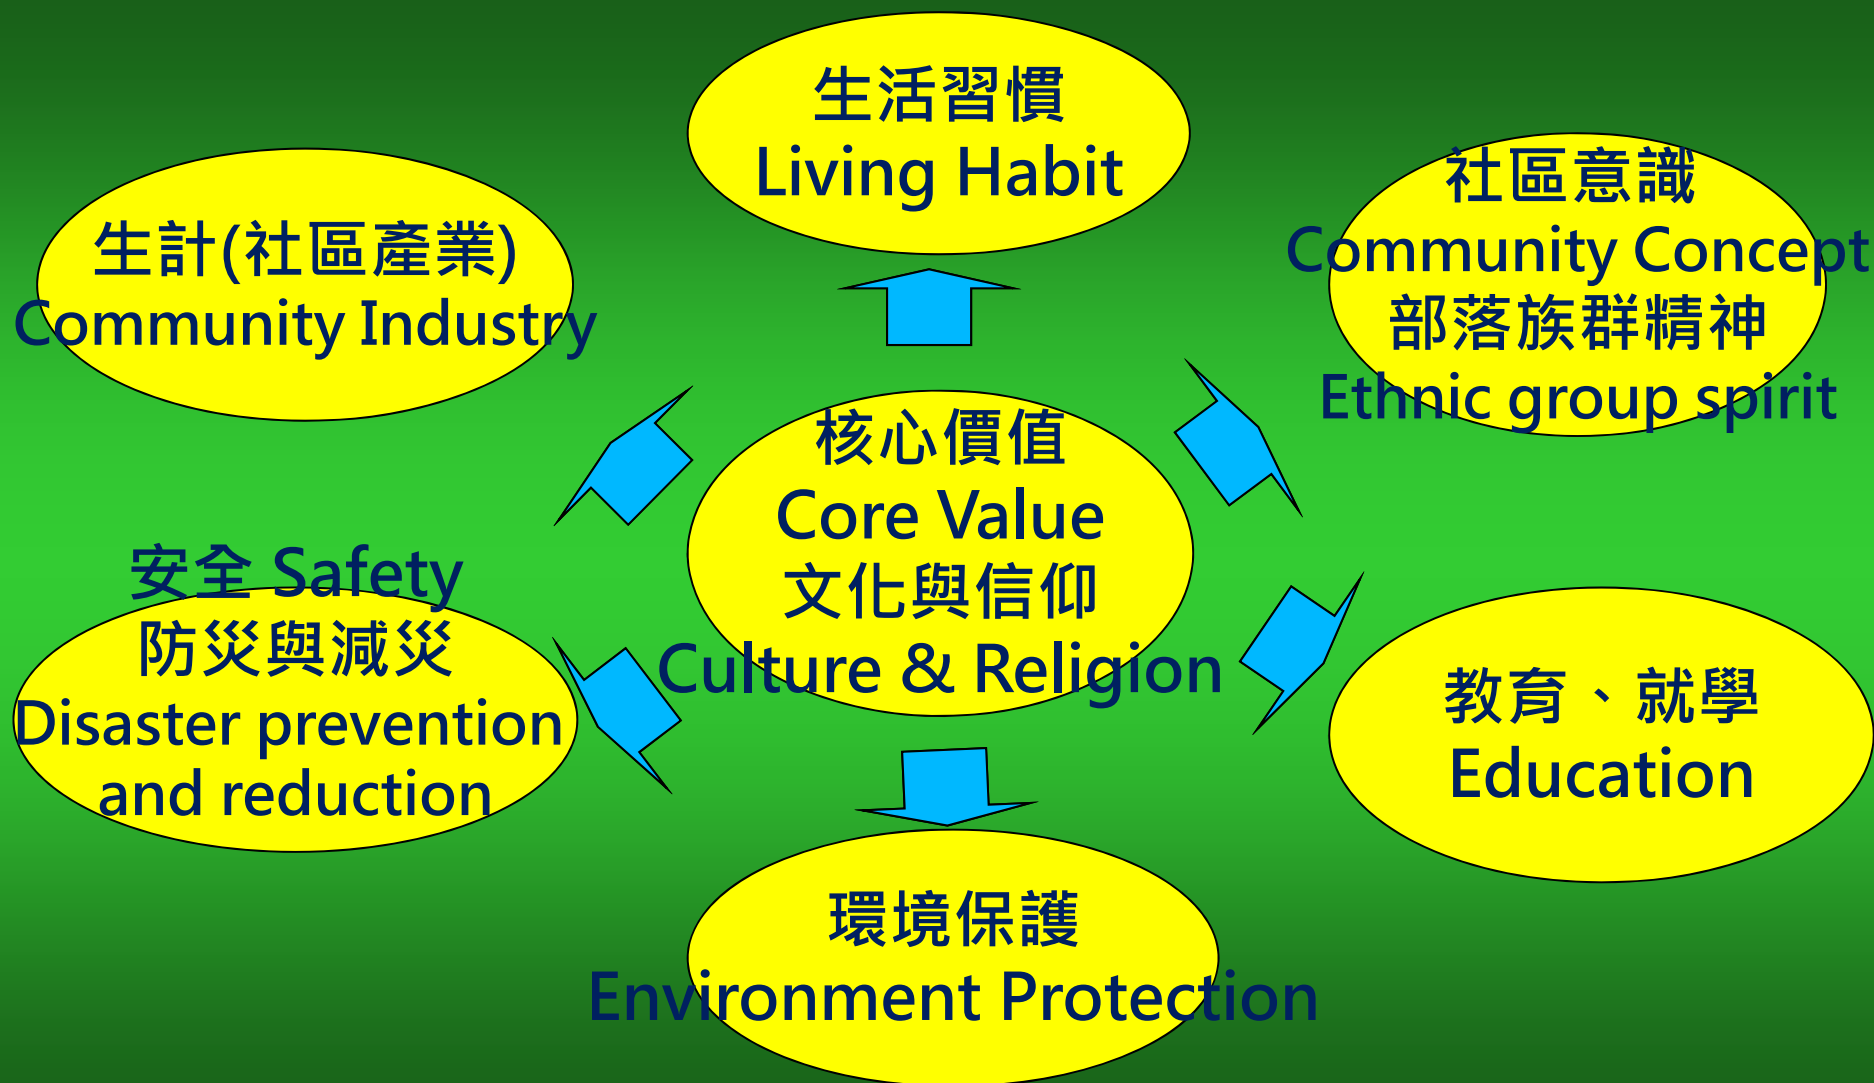 生活習慣
Living Habit
生計(社區產業)
Community Industry
社區意識
Community Concept
部落族群精神
Ethnic group spirit
核心價值
Core Value
文化與信仰
Culture & Religion
安全 Safety
防災與減災
Disaster prevention
and reduction
教育、就學
Education
環境保護
Environment Protection